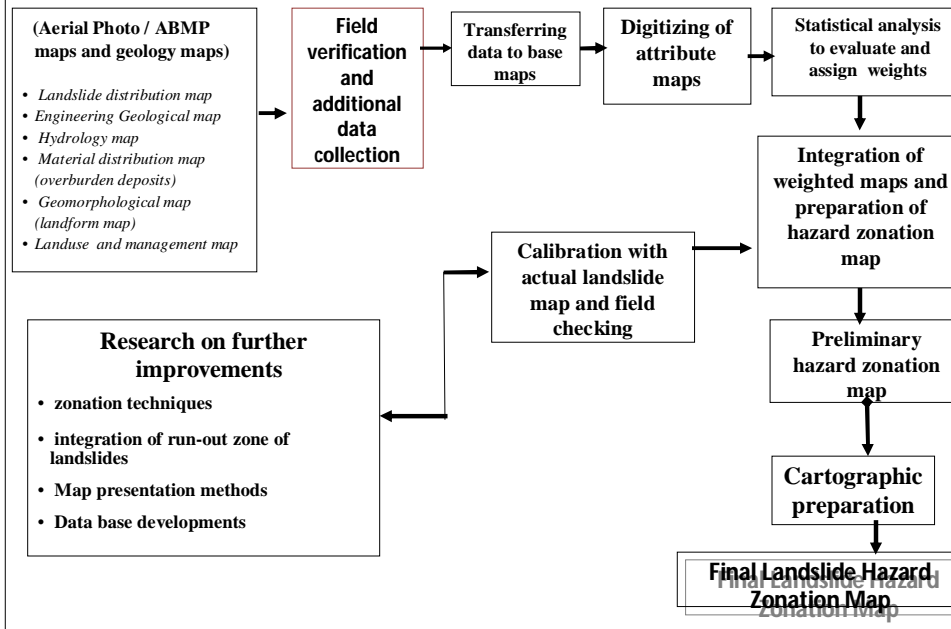 (Aerial Photo / ABMP
maps and geology maps)
• Landslide distribution map
• Engineering Geological map
• Hydrology map
• Material distribution map
(overburden deposits)
• Geomorphological map
(landform map)
• Landuse and management map
Field
verification
and
additional
data
collection
Transferring
data to base
maps
Digitizing of
attribute
maps
Statistical analysis
to evaluate and
assign weights
Integration of
weighted maps and
preparation of
hazard zonation
map
Calibration with
actual landslide
map and field
checking
Research on further
improvements
• zonation techniques
• integration of run-out zone of
landslides
• Map presentation methods
• Data base developments
Preliminary
hazard zonation
map
Cartographic
preparation
Final Landslide Hazard
Zonation Map
Final Landslide Hazard
Zonation Map